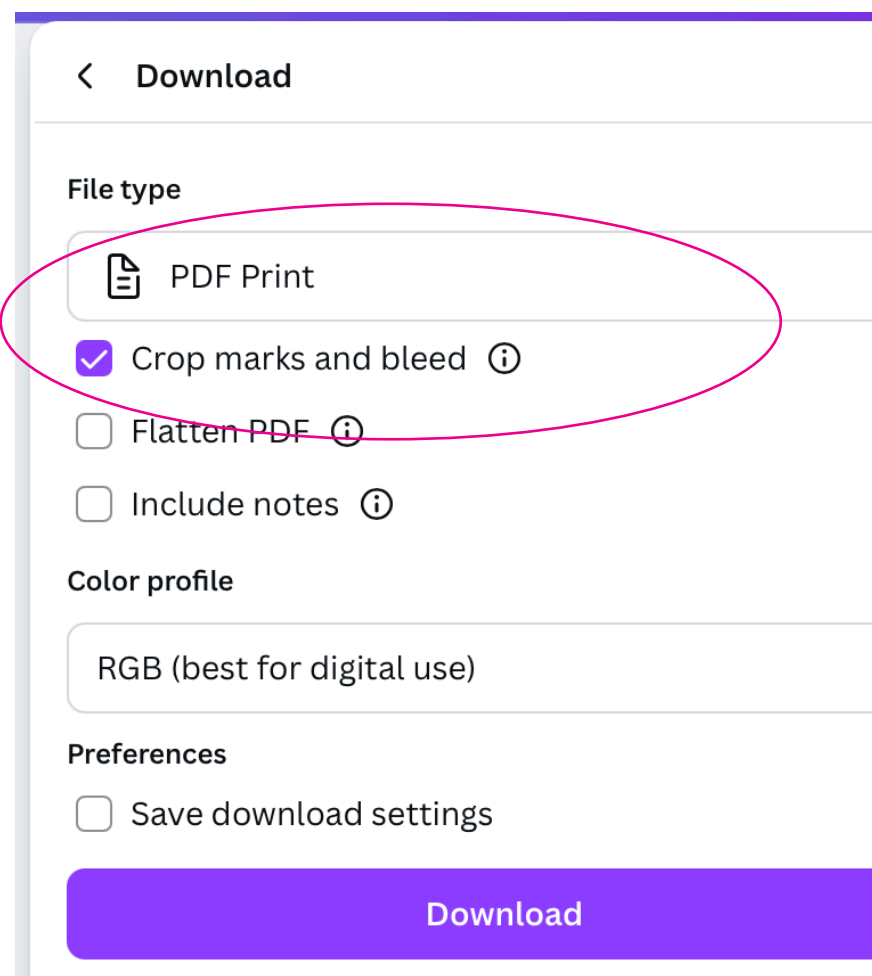 Download
File type
PDF Print
Crop marks and bleed
Flatten PDF
Include notes
Color profile
RGB (best for digital use)
Preferences
Save download settings
Download